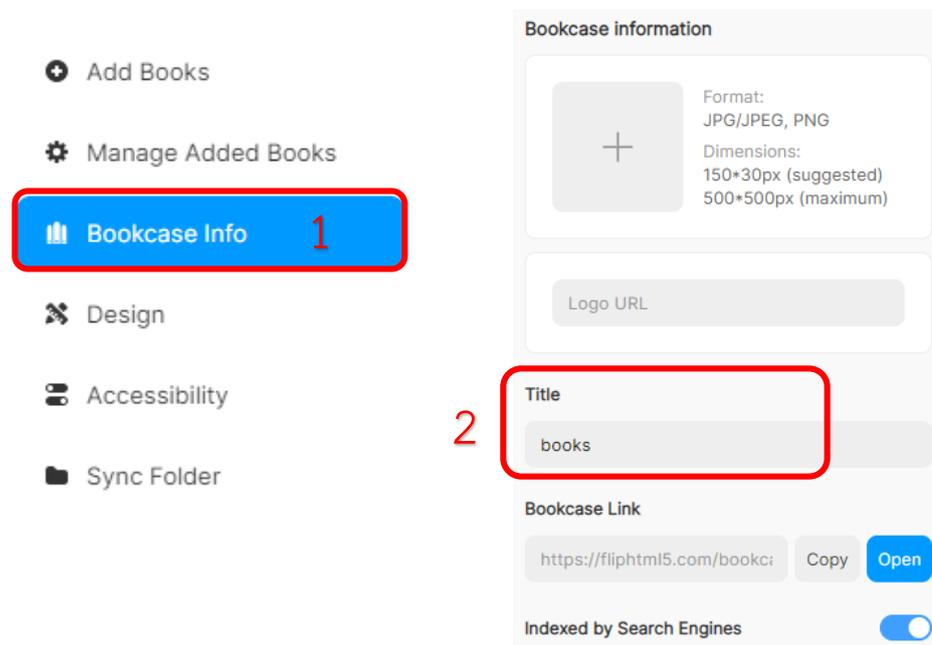 Add Books
Manage Added Books
Bookcase Info 1
Design
Accessibility
Sync Folder
Bookcase information
Format:
JPG/JPEG, PNG
Dimensions:
150*30px (suggested)
500*500px (maximum)
Logo URL
2
Title
books
Bookcase Link
https://fliphtml5.com/bookca
Copy
Open
Indexed by Search Engines